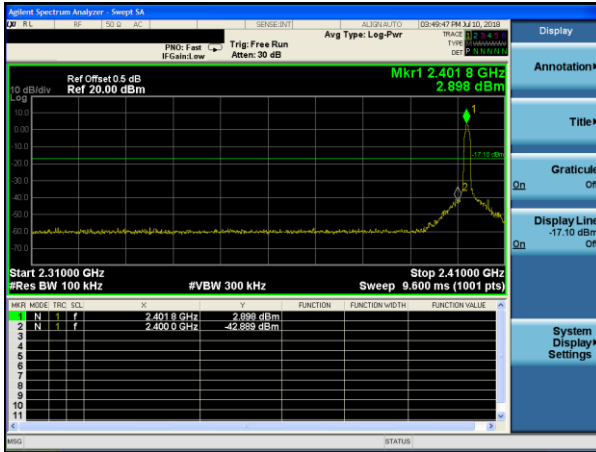 Agilent Spectrum Analyzer - Swept SA
RL RF 50 Ω AC SENSE:INT ALIGNAUTO 03:49:47 PM Jul 10, 2018
Avg Type: Log-Pwr TRACE 1 2 3 4 5 6
PNO: Fast Trig: Free Run TYPE MWWWWW
IFGain:Low Atten: 30 dB DET P N N N N N
Mkr1 2.401 8 GHz
Ref Offset 0.5 dB
10 dB/div Ref 20.00 dBm 2.898 dBm
Log
10.0
0.00
-10.0
-17.10 dBm
-30.0
-40.0
-50.0
-60.0
-70.0
1
2
Start 2.31000 GHz Stop 2.41000 GHz
#Res BW 100 kHz #VBW 300 kHz Sweep 9.600 ms (1001 pts)
MKR MODE TRC SCL X Y FUNCTION FUNCTION WIDTH FUNCTION VALUE
1 N 1 f 2.401 8 GHz 2.898 dBm
2 N 1 f 2.400 0 GHz -42.889 dBm
3
4
5
6
7
8
9
10
11
MSG STATUS
Display
Annotation
Title
Graticule
On Off
Display Line
-17.10 dBm
On Off
System
Display
Settings